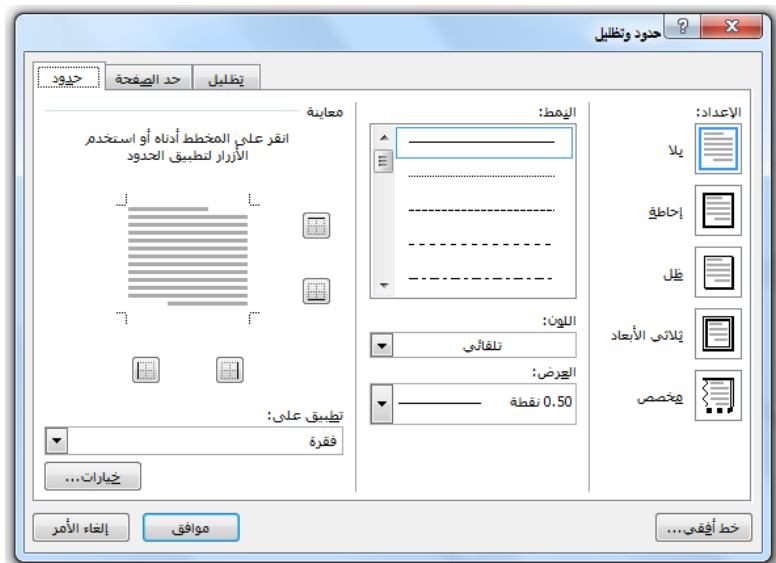 حدود وتظليل
حدود
حد الصفحة
تظليل
الإعداد:
بلا
إحاطة
ظل
ثلاثي الأبعاد
مخصص
النمط:
اللون:
تلقائي
العرض:
0.50 نقطة
معاينة
انقر على المخطط أدناه أو استخدم
الأزرار لتطبيق الحدود
تطبيق على:
فقرة
خيارات...
خط أفقي...
موافق
إلغاء الأمر